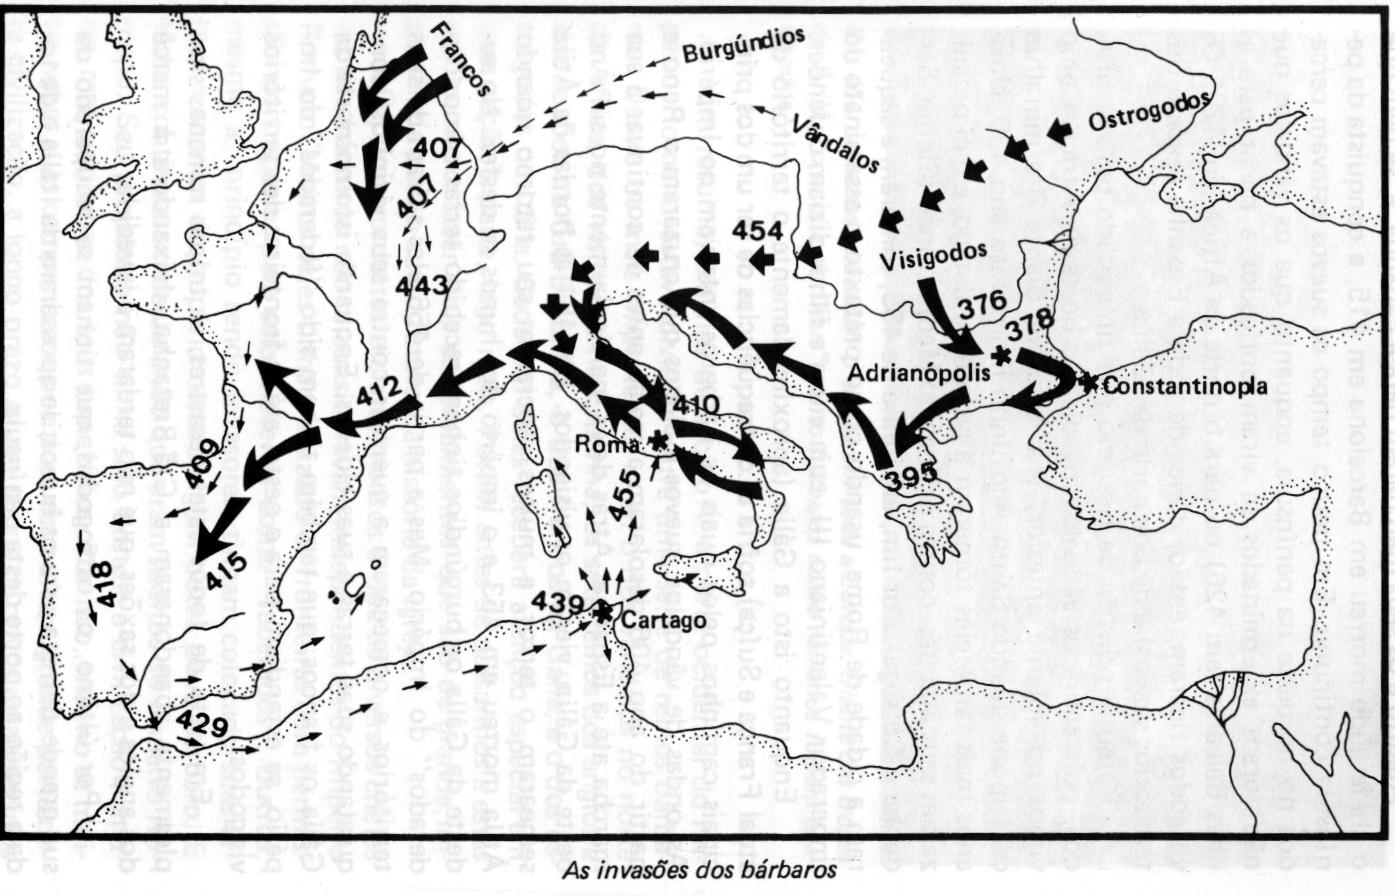 Francos
Burgúndios
Vândalos
Ostrogodos
407
407
443
454
Visigodos
376
378
Adrianópolis
Constantinopla
412
410
Roma
395
409
455
415
418
439
Cartago
429
As invasões dos bárbaros